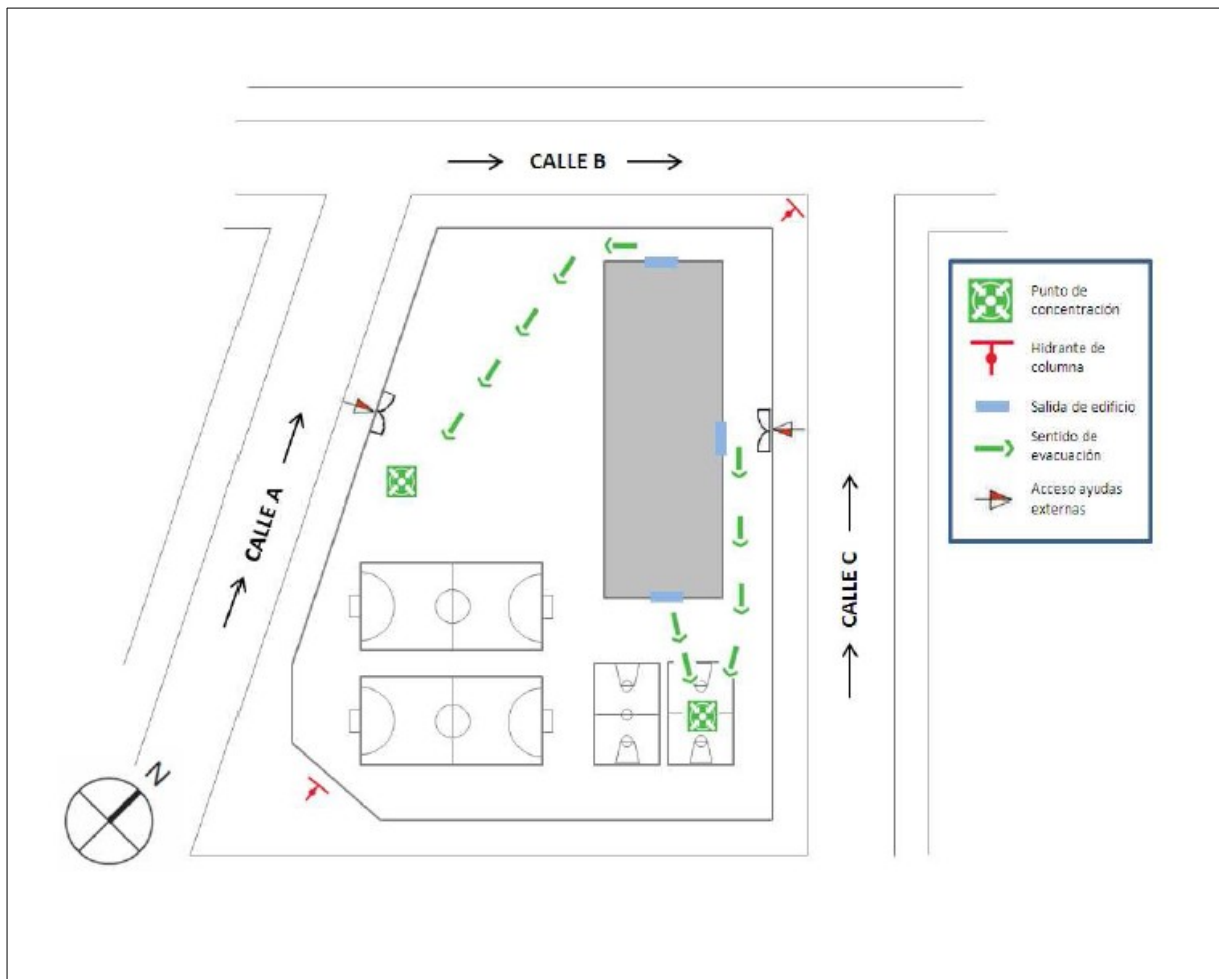 CALLE B
Punto de
concentración
Hidrante de
columna
Salida de edificio
Sentido de
evacuación
Acceso ayudas
externas
CALLE A
CALLE C
N